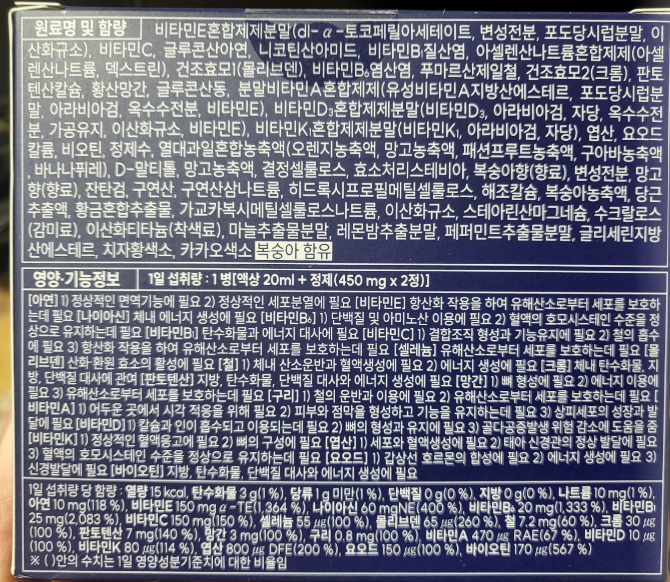 원료명 및 함량 비타민E혼합제제분말(dl-α-토코페릴아세테이트, 변성전분, 포도당시럽분말, 이
산화규소), 비타민C, 글루콘산아연, 니코틴산아미드, 비타민B₁질산염, 아셀렌산나트륨혼합제제(아셀
렌산나트륨, 덱스트린), 건조효모1(몰리브덴), 비타민B₆염산염, 푸마르산제일철, 건조효모2(크롬), 판토
텐산칼슘, 황산망간, 글루콘산동, 분말비타민A혼합제제(유성비타민A지방산에스테르, 포도당시럽분
말, 아라비아검, 옥수수전분, 비타민E), 비타민D₃혼합제제분말(비타민D₃, 아라비아검, 자당, 옥수수전
분, 가공유지, 이산화규소, 비타민E), 비타민K₁혼합제제분말(비타민K₁, 아라비아검, 자당), 엽산, 요오드
칼륨, 비오틴, 정제수, 열대과일혼합농축액(오렌지농축액, 망고농축액, 패션프루트농축액, 구아바농축액
, 바나나퓌레), D-말티톨, 망고농축액, 결정셀룰로스, 효소처리스테비아, 복숭아향(향료), 변성전분, 망고
향(향료), 잔탄검, 구연산, 구연산삼나트륨, 히드록시프로필메틸셀룰로스, 해조칼슘, 복숭아농축액, 당근
추출액, 황금혼합추출물, 가교카복시메틸셀룰로스나트륨, 이산화규소, 스테아린산마그네슘, 수크랄로스
(감미료), 이산화티타늄(착색료), 마늘추출물분말, 레몬밤추출분말, 페퍼민트추출물분말, 글리세린지방
산에스테르, 치자황색소, 카카오색소 복숭아 함유
영양·기능정보 1일 섭취량 : 1병[액상 20ml + 정제(450 mg x 2정)]
[아연] 1) 정상적인 면역기능에 필요 2) 정상적인 세포분열에 필요 [비타민E] 항산화 작용을 하여 유해산소로부터 세포를 보호하
는데 필요 [나이아신] 체내 에너지 생성에 필요 [비타민B₆] 1) 단백질 및 아미노산 이용에 필요 2) 혈액의 호모시스테인 수준을 정
상으로 유지하는데 필요 [비타민B₁] 탄수화물과 에너지 대사에 필요 [비타민C] 1) 결합조직 형성과 기능유지에 필요 2) 철의 흡수
에 필요 3) 항산화 작용을 하여 유해산소로부터 세포를 보호하는데 필요 [셀레늄] 유해산소로부터 세포를 보호하는데 필요 [몰
리브덴] 산화·환원 효소의 활성에 필요 [철] 1) 체내 산소운반과 혈액생성에 필요 2) 에너지 생성에 필요 [크롬] 체내 탄수화물, 지
방, 단백질 대사에 관여 [판토텐산] 지방, 탄수화물, 단백질 대사와 에너지 생성에 필요 [망간] 1) 뼈 형성에 필요 2) 에너지 이용에
필요 3) 유해산소로부터 세포를 보호하는데 필요 [구리] 1) 철의 운반과 이용에 필요 2) 유해산소로부터 세포를 보호하는데 필요 [
비타민A] 1) 어두운 곳에서 시각 적응을 위해 필요 2) 피부와 점막을 형성하고 기능을 유지하는데 필요 3) 상피세포의 성장과 발
달에 필요 [비타민D] 1) 칼슘과 인이 흡수되고 이용되는데 필요 2) 뼈의 형성과 유지에 필요 3) 골다공증발생 위험 감소에 도움을 줌
[비타민K] 1) 정상적인 혈액응고에 필요 2) 뼈의 구성에 필요 [엽산] 1) 세포와 혈액생성에 필요 2) 태아 신경관의 정상 발달에 필요
3) 혈액의 호모시스테인 수준을 정상으로 유지하는데 필요 [요오드] 1) 갑상선 호르몬의 합성에 필요 2) 에너지 생성에 필요 3)
신경발달에 필요 [바이오틴] 지방, 탄수화물, 단백질 대사와 에너지 생성에 필요
1일 섭취량 당 함량 : 열량 15 kcal, 탄수화물 3 g(1 %), 당류 1 g 미만(1 %), 단백질 0 g(0 %), 지방 0 g(0 %), 나트륨 10 mg(1 %),
아연 10 mg(118 %), 비타민E 150 mg α-TE(1,364 %), 나이아신 60 mgNE(400 %), 비타민B₆ 20 mg(1,333 %), 비타민B₁
25 mg(2,083 %), 비타민C 150 mg(150 %), 셀레늄 55 μg(100 %), 몰리브덴 65 μg(260 %), 철 7.2 mg(60 %), 크롬 30 μg
(100 %), 판토텐산 7 mg(140 %), 망간 3 mg(100 %), 구리 0.8 mg(100 %), 비타민A 470 μg RAE(67 %), 비타민D 10 μg
(100 %), 비타민K 80 μg(114 %), 엽산 800 μg DFE(200 %), 요오드 150 μg(100 %), 바이오틴 170 μg(567 %)
※ ( )안의 수치는 1일 영양성분기준치에 대한 비율임